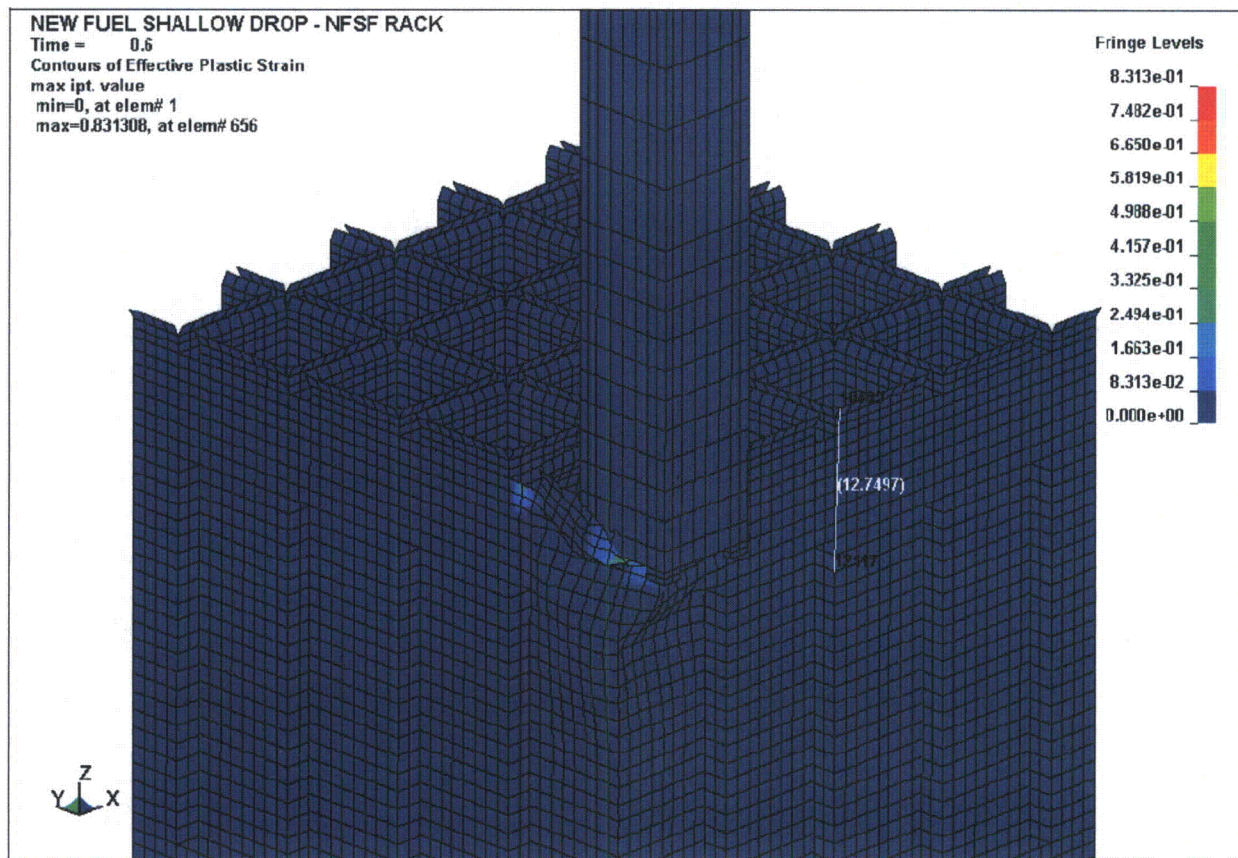 NEW FUEL SHALLOW DROP - NFSF RACK
Time = 0.6
Contours of Effective Plastic Strain
max ipt. value
min=0, at elem# 1
max=0.831308, at elem# 656
Fringe Levels
8.313e-01
7.482e-01
6.650e-01
5.819e-01
4.988e-01
4.157e-01
3.325e-01
2.494e-01
1.663e-01
8.313e-02
0.000e+00
(12.7497)
Z
Y X